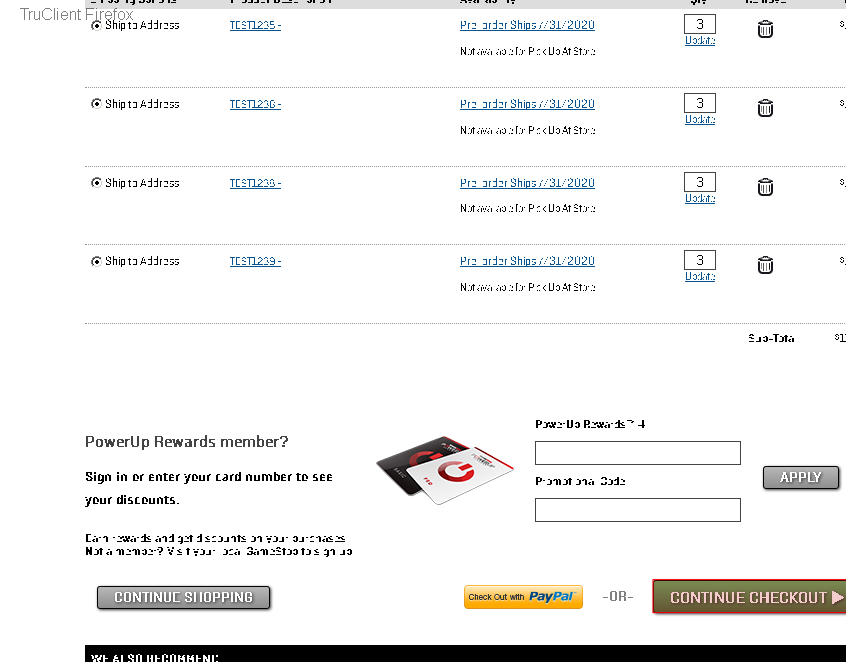 TruClient Firefox
Ship to Address TEST1235 - Pre-order Ships 7/31/2020 3
Update
Not available for Pick Up At Store
Ship to Address TEST1236 - Pre-order Ships 7/31/2020 3
Update
Not available for Pick Up At Store
Ship to Address TEST1236 - Pre-order Ships 7/31/2020 3
Update
Not available for Pick Up At Store
Ship to Address TEST1239 - Pre-order Ships 7/31/2020 3
Update
Not available for Pick Up At Store
Sub-Total
PowerUp Rewards member?
Sign in or enter your card number to see
your discounts.
Earn rewards and get discounts on your purchases
Not a member? Visit your local GameStop to sign up
PowerUp Rewards™ #
Promotional Code
APPLY
CONTINUE SHOPPING
Check Out with PayPal
-OR-
CONTINUE CHECKOUT
WE ALSO RECOMMEND